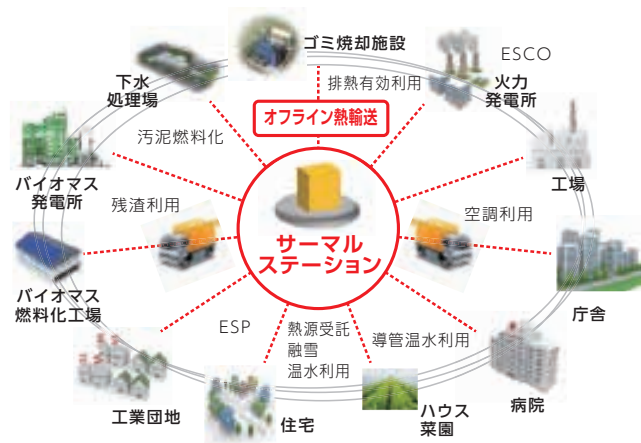 ゴミ焼却施設
ESCO
下水
処理場
排熱有効利用
火力
発電所
オフライン熱輸送
汚泥燃料化
バイオマス
発電所
工場
残渣利用
空調利用
サーマル
ステーション
バイオマス
燃料化工場
庁舎
ESP
熱源受託
融雪
温水利用
導管温水利用
工業団地
住宅
ハウス
菜園
病院